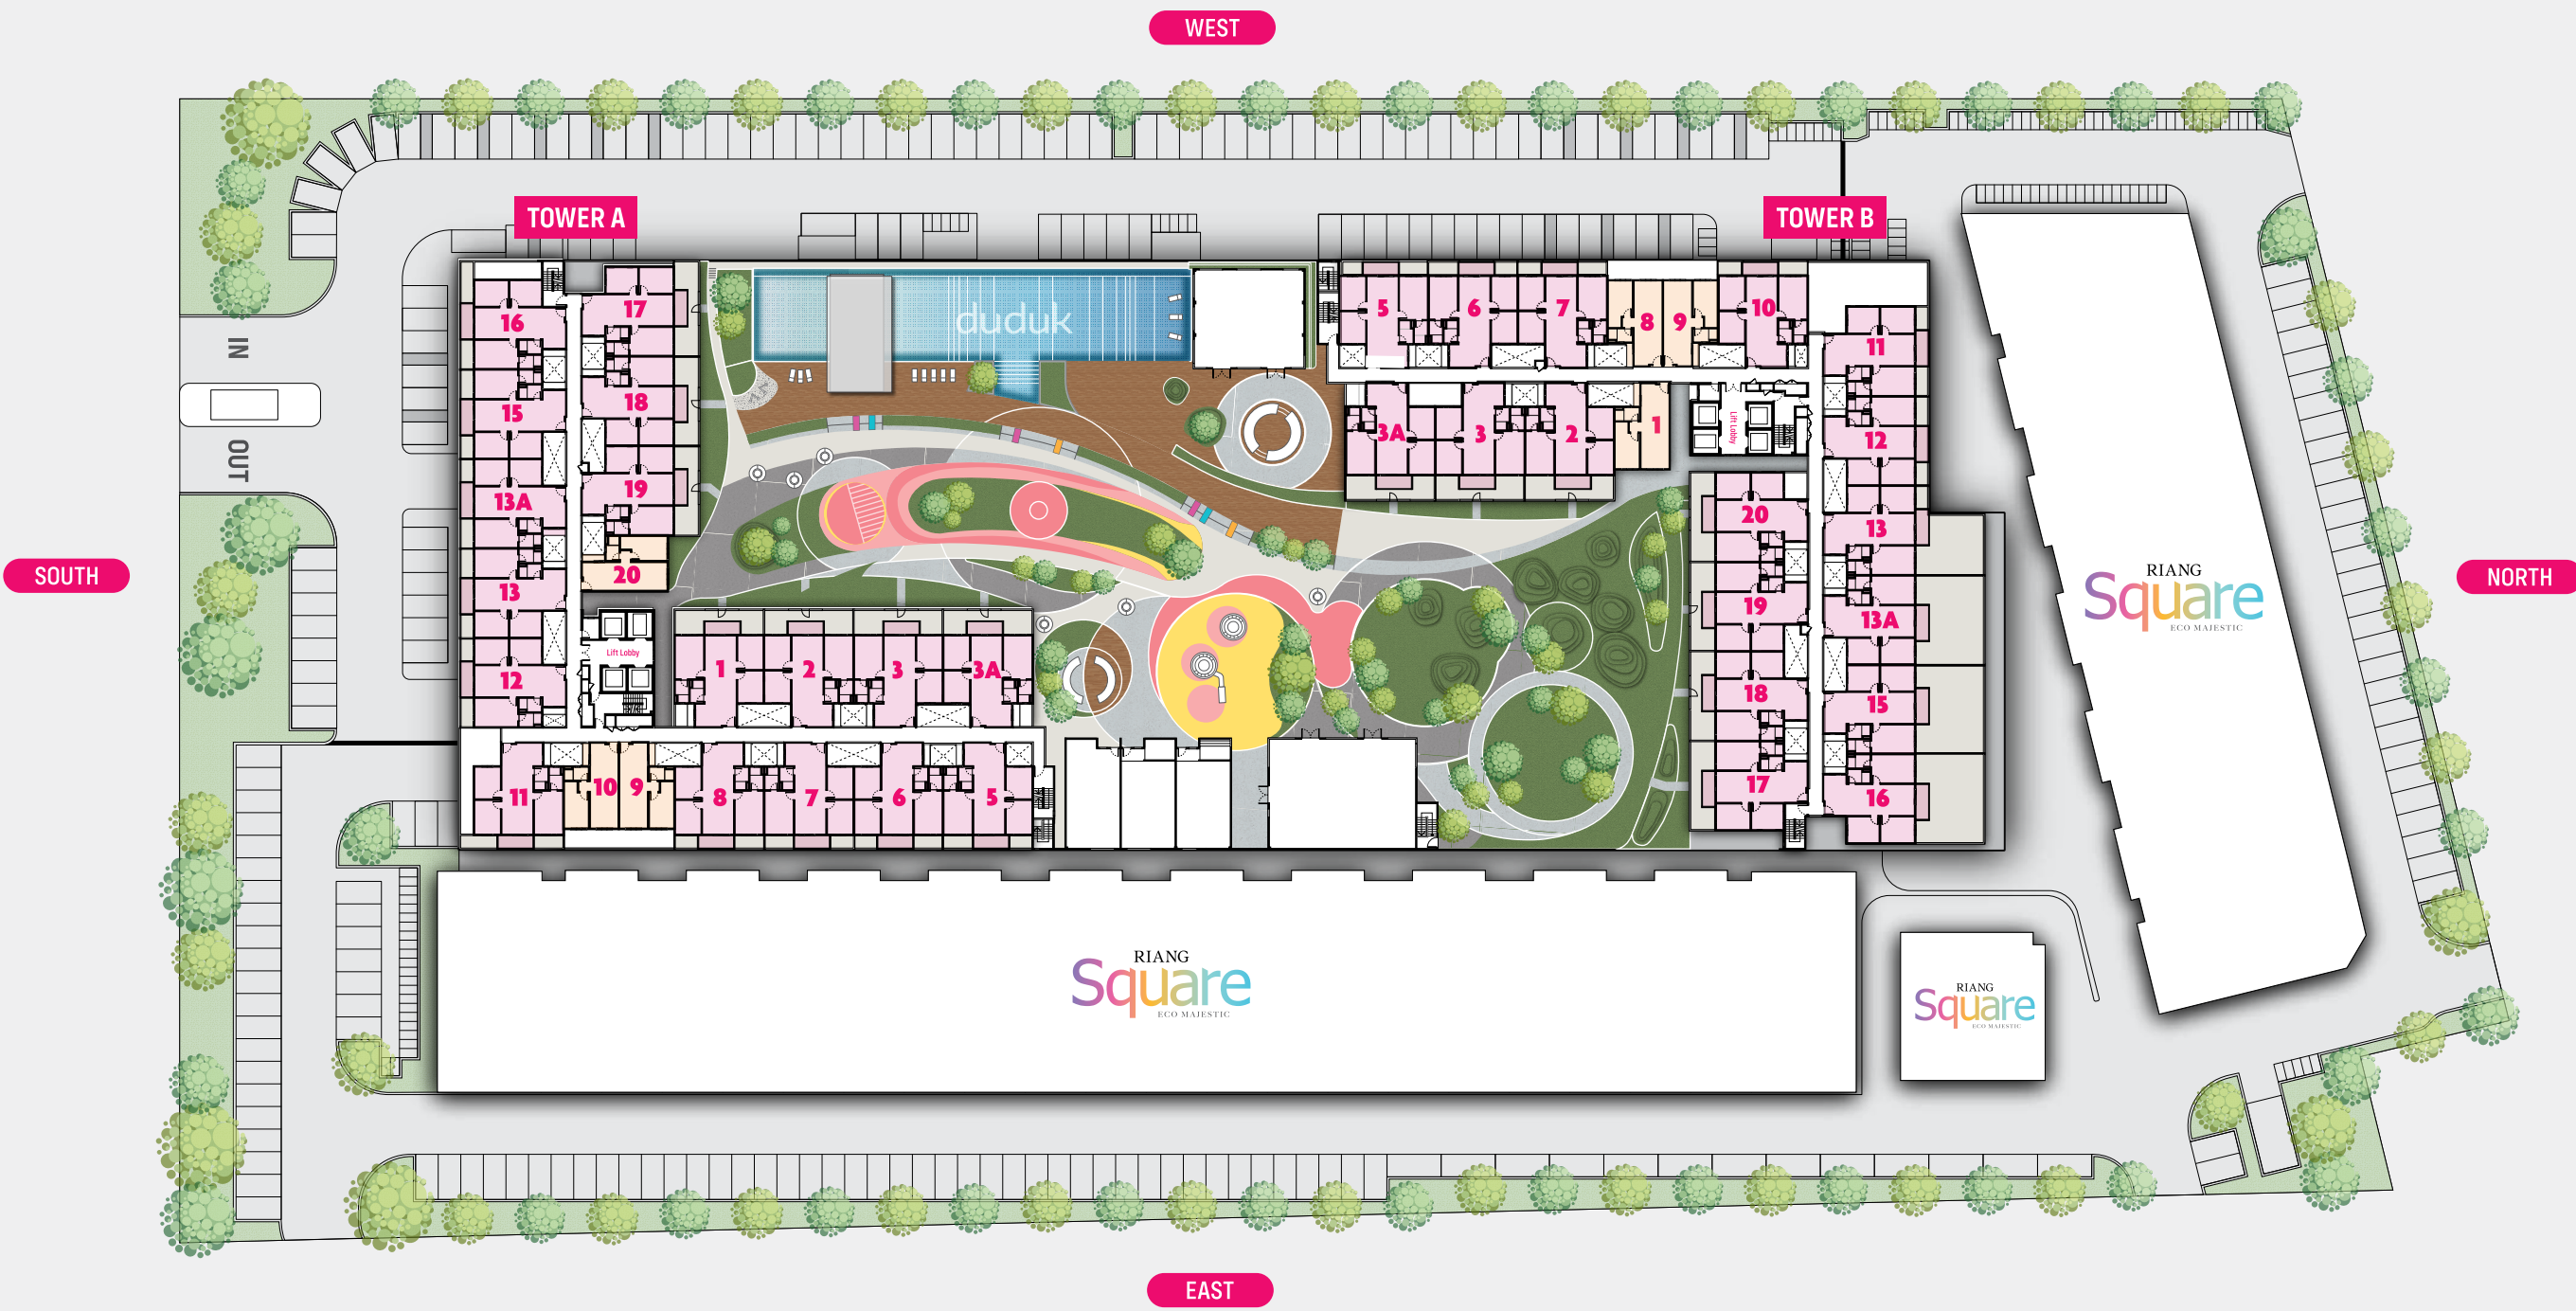 WEST
TOWER A
TOWER B
SOUTH
NORTH
EAST
IN
OUT
duduk
16
17
15
18
13A
19
13
20
12
Lift Lobby
1
2
3
3A
11
10
9
8
7
6
5
5
6
7
8
9
10
11
3A
3
2
1
Lift Lobby
12
20
13
19
13A
18
15
17
16
RIANG
Square
ECO MAJESTIC
RIANG
Square
ECO MAJESTIC
RIANG
Square
ECO MAJESTIC